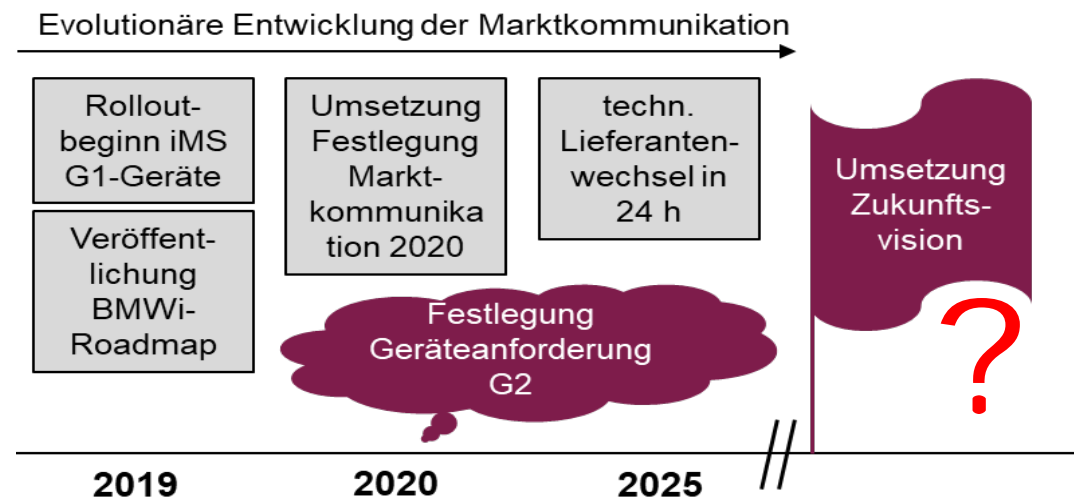 Evolutionäre Entwicklung der Marktkommunikation
Rollout-
beginn iMS
G1-Geräte
Veröffent-
lichung
BMWi-
Roadmap
Umsetzung
Festlegung
Markt-
kommunika
tion 2020
techn.
Lieferanten-
wechsel in
24 h
Festlegung
Geräteanforderung
G2
Umsetzung
Zukunfts-
vision
?
2019
2020
2025